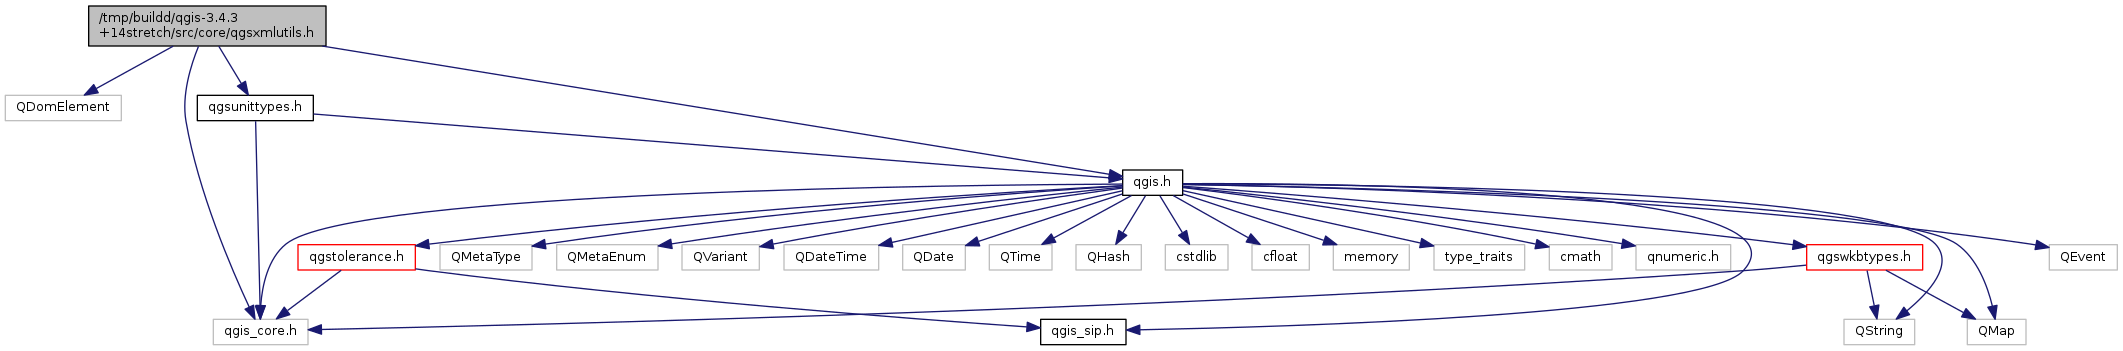 /tmp/buildd/qgis-3.4.3
+14stretch/src/core/qgsxmlutils.h
QDomElement
qgsunittypes.h
qgis.h
qgstolerance.h
QMetaType
QMetaEnum
QVariant
QDateTime
QDate
QTime
QHash
cstdlib
cfloat
memory
type_traits
cmath
qnumeric.h
qgswkbtypes.h
QEvent
qgis_core.h
qgis_sip.h
QString
QMap